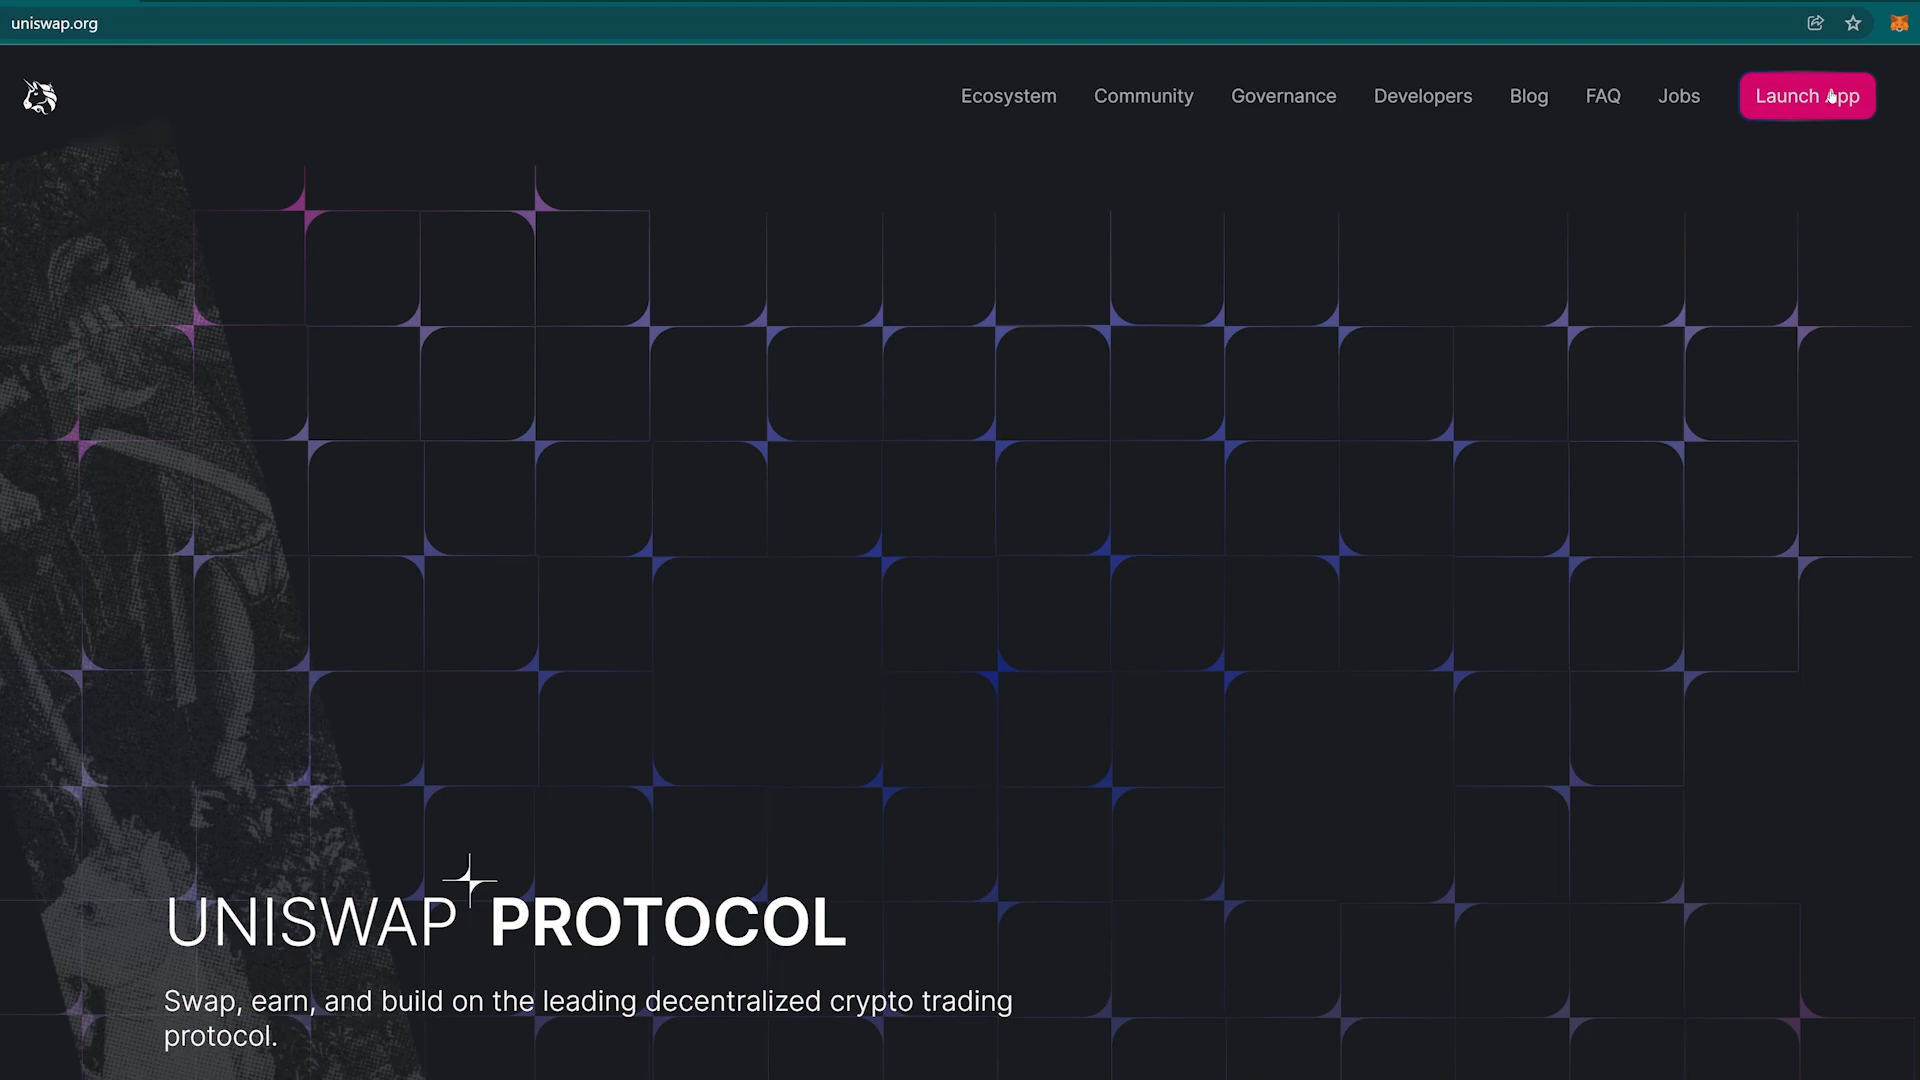 uniswap.org
Ecosystem Community Governance Developers Blog FAQ Jobs Launch App
UNISWAP PROTOCOL
Swap, earn, and build on the leading decentralized crypto trading
protocol.